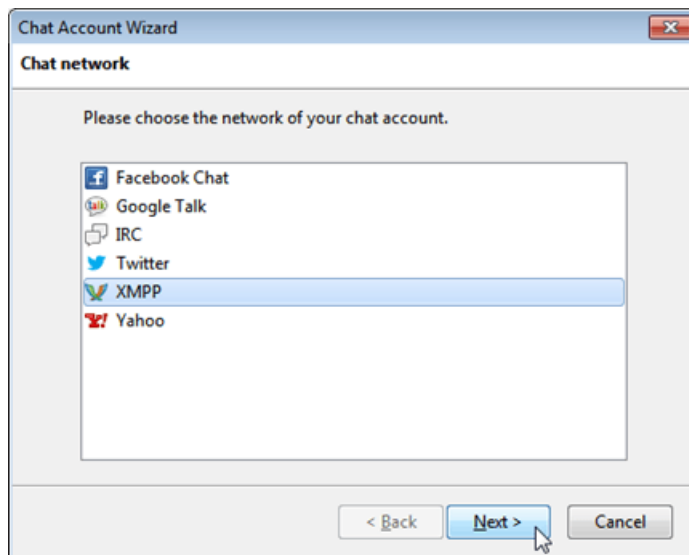 Chat Account Wizard
Chat network
Please choose the network of your chat account.
Facebook Chat
Google Talk
IRC
Twitter
XMPP
Yahoo
< Back Next > Cancel